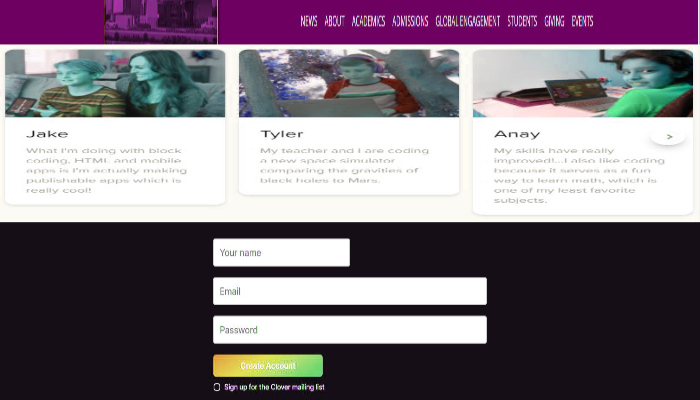 NEWS ABOUT ACADEMICS ADMISSIONS GLOBAL ENGAGEMENT STUDENTS GIVING EVENTS
Jake
What I'm doing with block
coding, HTML and mobile
apps is I'm actually making
publishable apps which is
really cool!
Tyler
My teacher and I are coding
a new space simulator
comparing the gravities of
black holes to Mars.
Anay
My skills have really
improved!...I also like coding
because it serves as a fun
way to learn math, which is
one of my least favorite
subjects.
>
Your name
Email
Password
Create Account
Sign up for the Clover mailing list